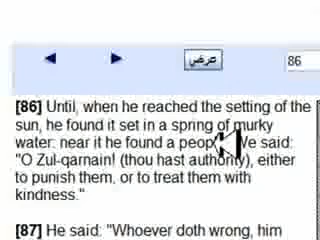 عرض
86
[86] Until, when he reached the setting of the
sun, he found it set in a spring of murky
water: near it he found a We said:
"O Zul-qarnain! (thou hast authority), either
to punish them, or to treat them with
kindness."
[87] He said: "Whoever doth wrong, him